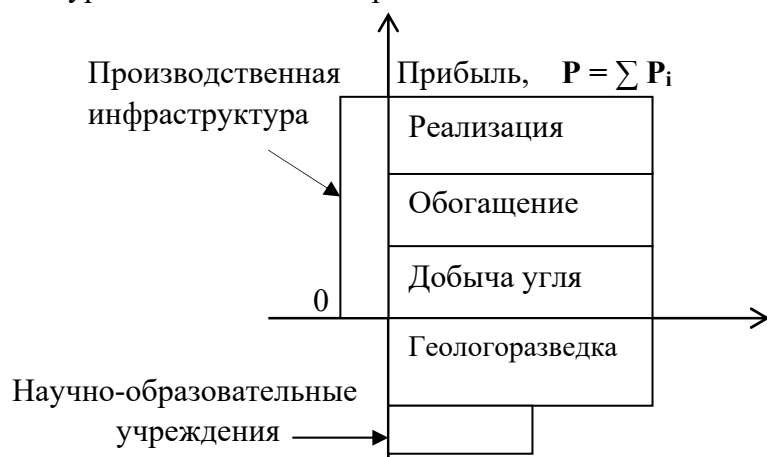 Производственная
инфраструктура
Прибыль, P = ∑ Pi
Реализация
Обогащение
Добыча угля
0
Геологоразведка
Научно-образовательные
учреждения